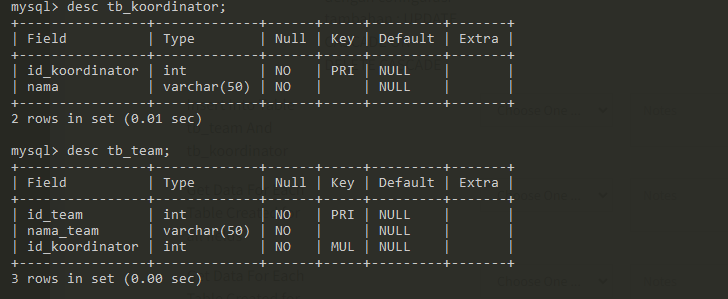 mysql> desc tb_koordinator;
+----------------+-------------+------+-----+---------+-------+
| Field          | Type        | Null | Key | Default | Extra |
+----------------+-------------+------+-----+---------+-------+
| id_koordinator | int         | NO   | PRI | NULL    |       |
| nama           | varchar(50) | NO   |     | NULL    |       |
+----------------+-------------+------+-----+---------+-------+
2 rows in set (0.01 sec)
mysql> desc tb_team;
+----------------+-------------+------+-----+---------+-------+
| Field          | Type        | Null | Key | Default | Extra |
+----------------+-------------+------+-----+---------+-------+
| id_team        | int         | NO   | PRI | NULL    |       |
| nama_team      | varchar(50) | NO   |     | NULL    |       |
| id_koordinator | int         | NO   | MUL | NULL    |       |
+----------------+-------------+------+-----+---------+-------+
3 rows in set (0.00 sec)